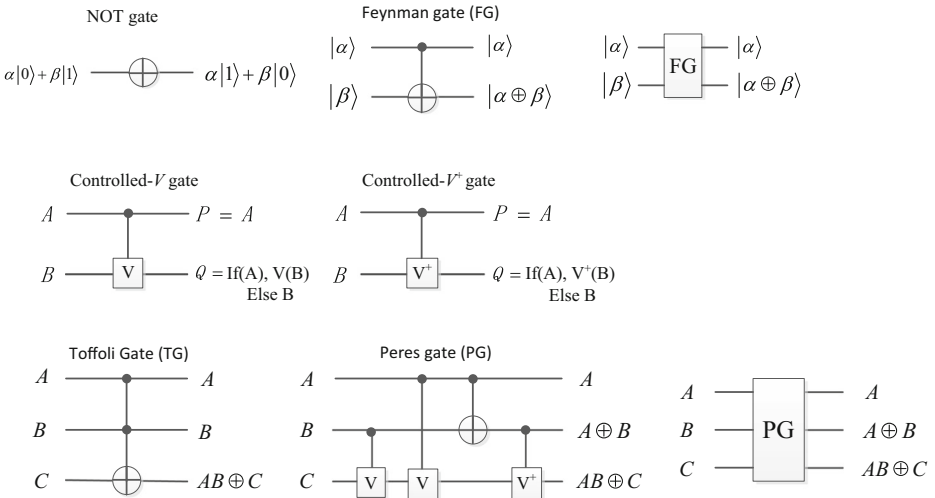 NOT gate
Feynman gate (FG)
α|0⟩+β|1⟩ α|1⟩+β|0⟩
|α⟩ |α⟩
|β⟩ |α⊕β⟩
|α⟩ FG |α⟩
|β⟩ |α⊕β⟩
Controlled-V gate
Controlled-V⁺ gate
A P = A
B V Q = If(A), V(B)
Else B
A P = A
B V⁺ Q = If(A), V⁺(B)
Else B
Toffoli Gate (TG)
Peres gate (PG)
A A
B B
C AB⊕C
A A
B A⊕B
C V V V⁺ AB⊕C
A A
B PG A⊕B
C AB⊕C